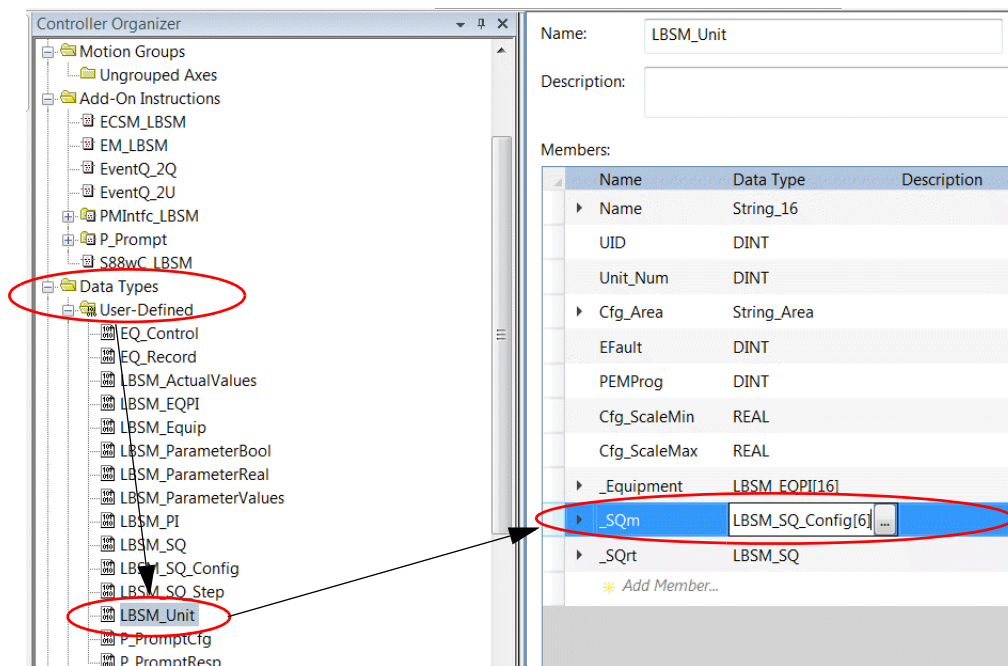 Controller Organizer
Motion Groups
Ungrouped Axes
Add-On Instructions
ECSM_LBSM
EM_LBSM
EventQ_2Q
EventQ_2U
PMIntfc_LBSM
P_Prompt
S88wC_LBSM
Data Types
User-Defined
EQ_Control
EQ_Record
LBSM_ActualValues
LBSM_EQPI
LBSM_Equip
LBSM_ParameterBool
LBSM_ParameterReal
LBSM_ParameterValues
LBSM_PI
LBSM_SQ
LBSM_SQ_Config
LBSM_SQ_Step
LBSM_Unit
P_PromptCfg
P_PromptResp
Name: LBSM_Unit
Description:
Members:
Name Data Type Description
Name String_16
UID DINT
Unit_Num DINT
Cfg_Area String_Area
EFault DINT
PEMProg DINT
Cfg_ScaleMin REAL
Cfg_ScaleMax REAL
_Equipment LBSM_EQPI[16]
_SQm LBSM_SQ_Config[6] ...
_SQrt LBSM_SQ
Add Member...